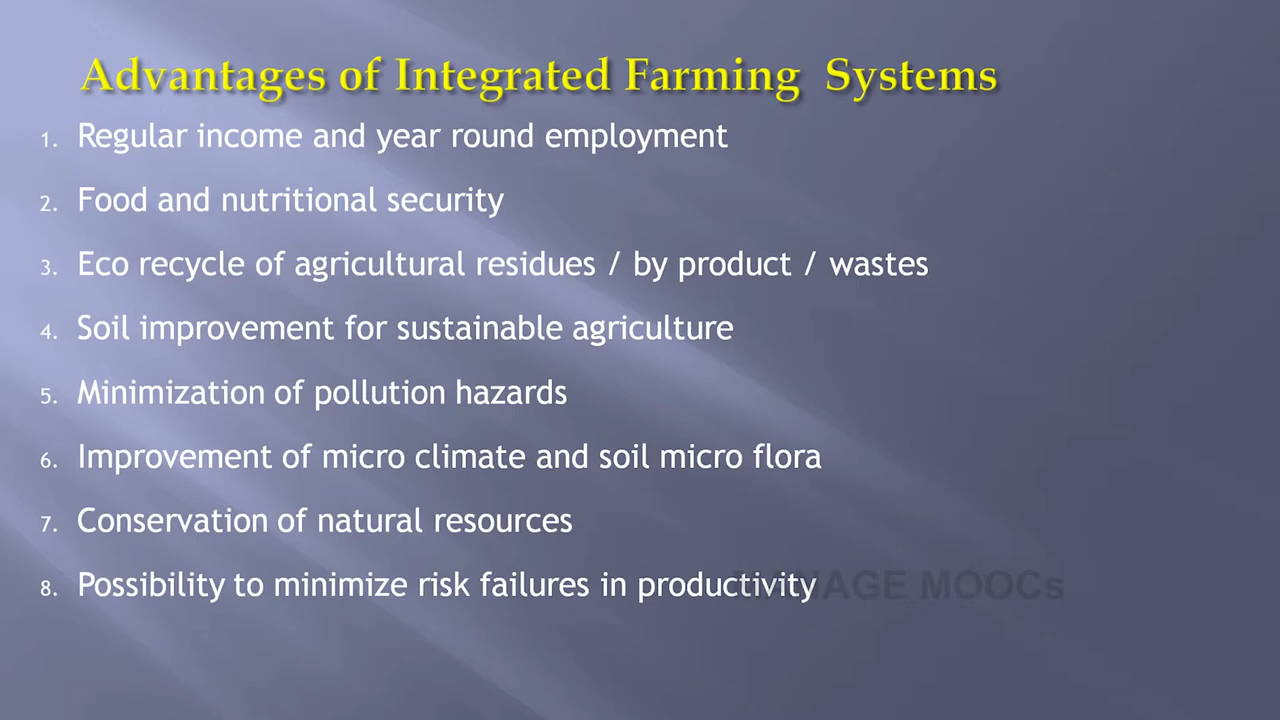 Advantages of Integrated Farming Systems
1. Regular income and year round employment
2. Food and nutritional security
3. Eco recycle of agricultural residues / by product / wastes
4. Soil improvement for sustainable agriculture
5. Minimization of pollution hazards
6. Improvement of micro climate and soil micro flora
7. Conservation of natural resources
8. Possibility to minimize risk failures in productivity
MANAGE MOOCs